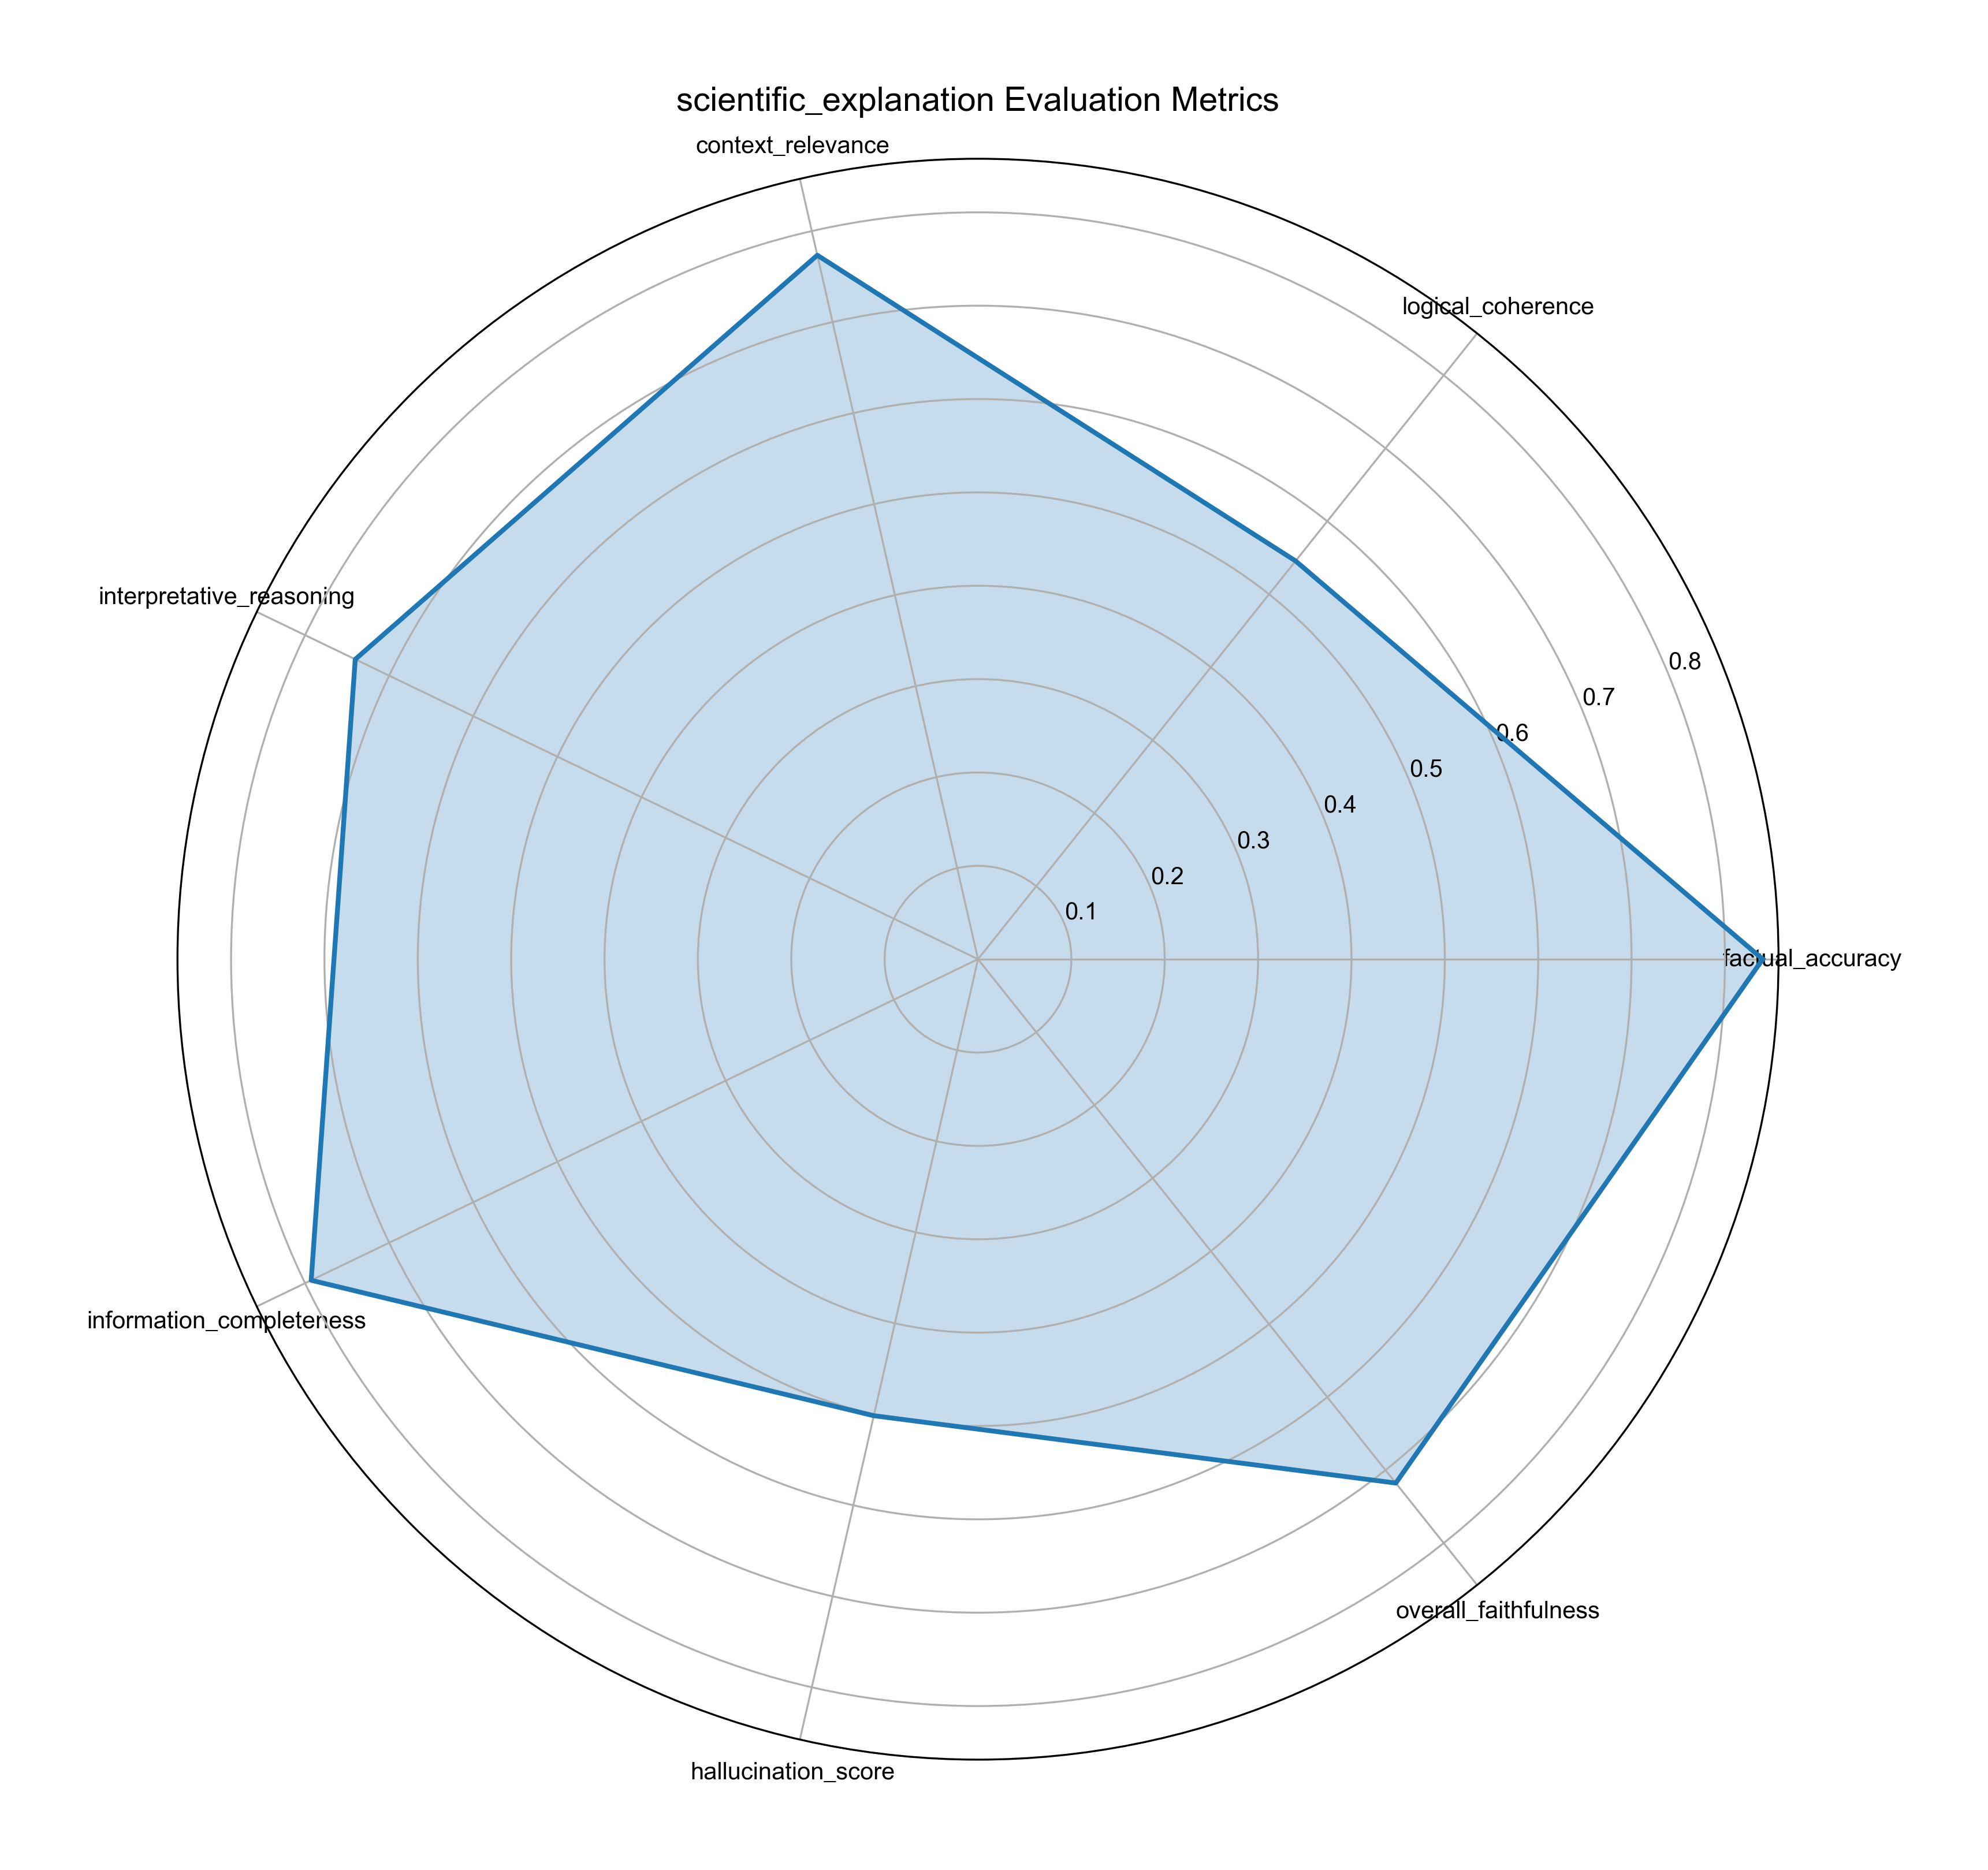 scientific_explanation Evaluation Metrics
context_relevance
logical_coherence
interpretative_reasoning
0.8
0.7
0.6
0.5
0.4
0.3
0.2
0.1
factual_accuracy
information_completeness
overall_faithfulness
hallucination_score